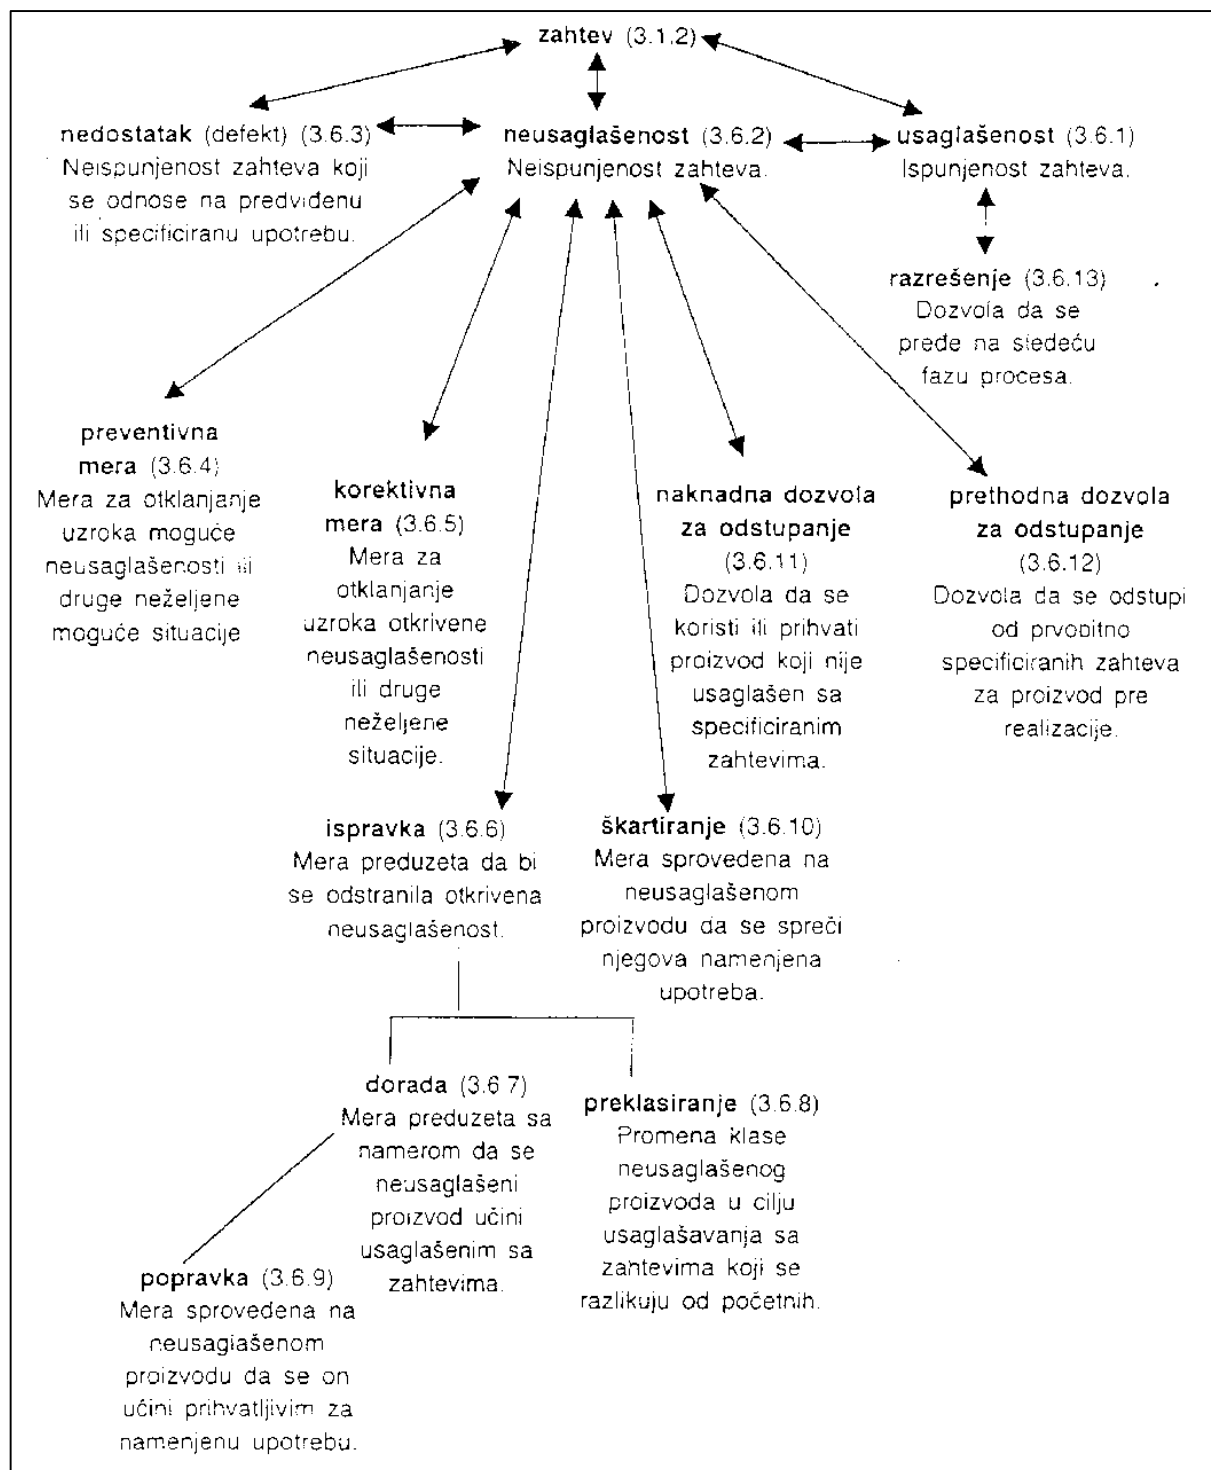 zahtev (3.1.2)
nedostatak (defekt) (3.6.3)
Neispunjenost zahteva koji
se odnose na predviđenu
ili specificiranu upotrebu.
neusaglašenost (3.6.2)
Neispunjenost zahteva.
usaglašenost (3.6.1)
Ispunjenost zahteva.
razrešenje (3.6.13)
Dozvola da se
pređe na sledeću
fazu procesa.
preventivna
mera (3.6.4)
Mera za otklanjanje
uzroka moguće
neusaglašenosti ili
druge neželjene
moguće situacije
korektivna
mera (3.6.5)
Mera za
otklanjanje
uzroka otkrivene
neusaglašenosti
ili druge
neželjene
situacije.
naknadna dozvola
za odstupanje
(3.6.11)
Dozvola da se
koristi ili prihvati
proizvod koji nije
usaglašen sa
specificiranim
zahtevima.
prethodna dozvola
za odstupanje
(3.6.12)
Dozvola da se odstupi
od prvobitno
specificiranih zahteva
za proizvod pre
realizacije.
ispravka (3.6.6)
Mera preduzeta da bi
se odstranila otkrivena
neusaglašenost.
škartiranje (3.6.10)
Mera sprovedena na
neusaglašenom
proizvodu da se spreči
njegova namenjena
upotreba.
dorada (3.6.7)
Mera preduzeta sa
namerom da se
neusaglašeni
proizvod učini
usaglašenim sa
zahtevima.
preklasiranje (3.6.8)
Promena klase
neusaglašenog
proizvoda u cilju
usaglašavanja sa
zahtevima koji se
razlikuju od početnih.
popravka (3.6.9)
Mera sprovedena na
neusaglašenom
proizvodu da se on
učini prihvatljivim za
namenjenu upotrebu.